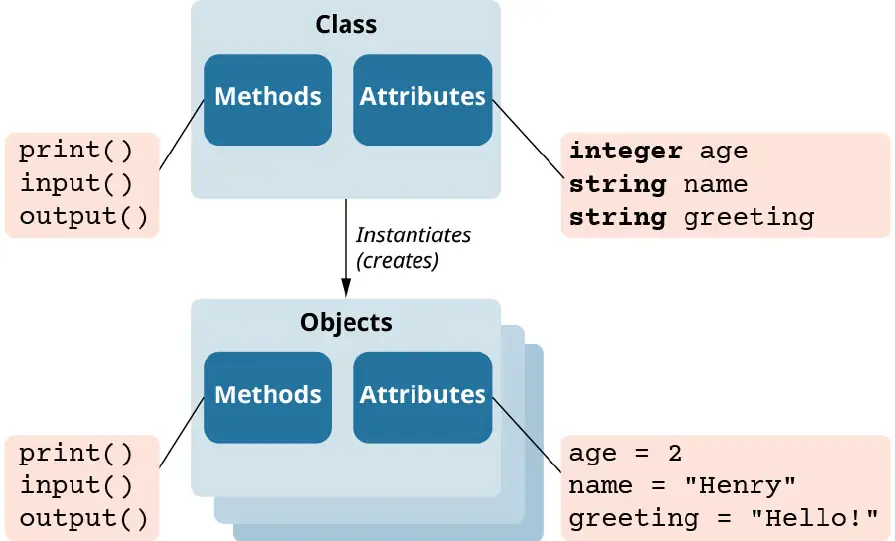 Class
Methods
Attributes
print()
input()
output()
integer age
string name
string greeting
Instantiates
(creates)
Objects
Methods
Attributes
print()
input()
output()
age = 2
name = "Henry"
greeting = "Hello!"